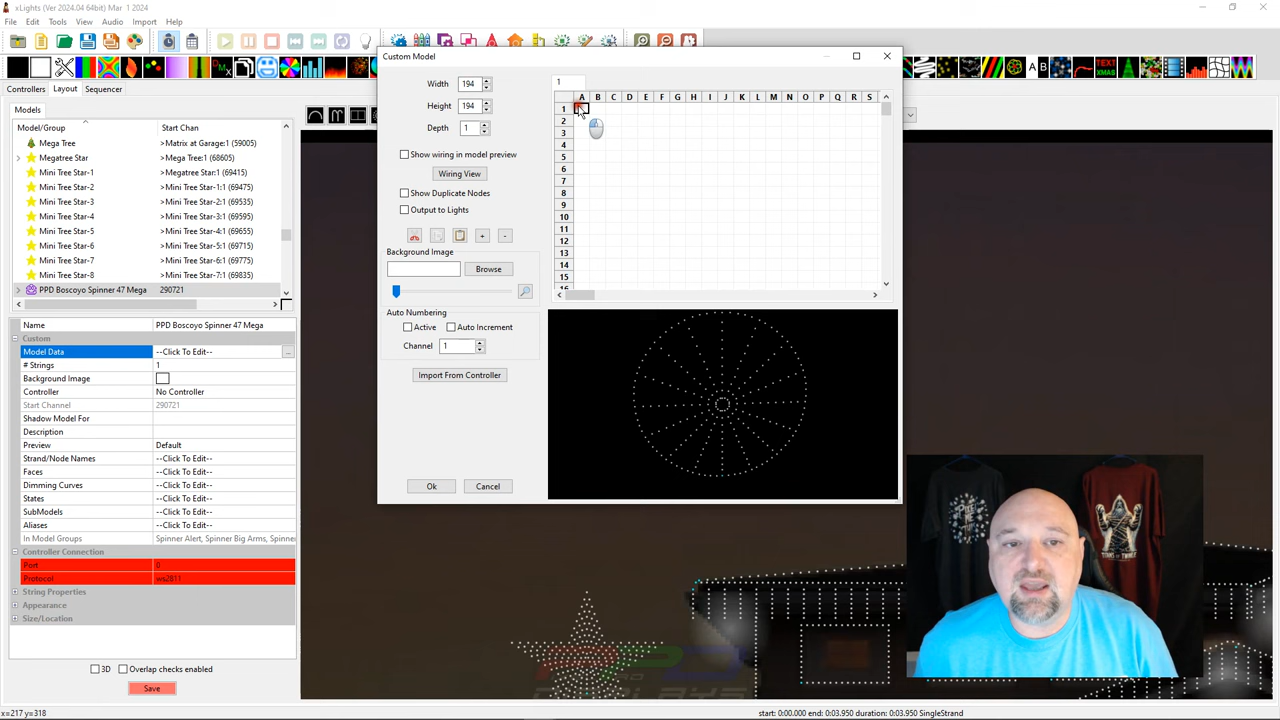 xLights (Ver 2024.04 64bit) Mar 1 2024
File Edit Tools View Audio Import Help
Controllers Layout Sequencer
Models
Model/Group Start Chan
Mega Tree >Matrix at Garage:1 (59005)
Megatree Star >Mega Tree:1 (68605)
Mini Tree Star-1 >Megatree Star:1 (69415)
Mini Tree Star-2 >Mini Tree Star-1:1 (69475)
Mini Tree Star-3 >Mini Tree Star-2:1 (69535)
Mini Tree Star-4 >Mini Tree Star-3:1 (69595)
Mini Tree Star-5 >Mini Tree Star-4:1 (69655)
Mini Tree Star-6 >Mini Tree Star-5:1 (69715)
Mini Tree Star-7 >Mini Tree Star-6:1 (69775)
Mini Tree Star-8 >Mini Tree Star-7:1 (69835)
PPD Boscoyo Spinner 47 Mega 290721
Name PPD Boscoyo Spinner 47 Mega
Custom
Model Data --Click To Edit-- ...
# Strings 1
Background Image
Controller No Controller
Start Channel 290721
Shadow Model For
Description
Preview Default
Strand/Node Names --Click To Edit--
Faces --Click To Edit--
Dimming Curves --Click To Edit--
States --Click To Edit--
SubModels --Click To Edit--
Aliases --Click To Edit--
In Model Groups Spinner Alert, Spinner Big Arms, Spinner
Controller Connection
Port 0
Protocol ws2811
String Properties
Appearance
Size/Location
3D Overlap checks enabled
Save
x=217 y=318
start: 0:00.000 end: 0:03.950 duration: 0:03.950 SingleStrand
Custom Model
Width 194
Height 194
Depth 1
Show wiring in model preview
Wiring View
Show Duplicate Nodes
Output to Lights
+ -
Background Image
Browse
Auto Numbering
Active Auto Increment
Channel 1
Import From Controller
Ok Cancel
1
A B C D E F G H I J K L M N O P Q R S
1
2
3
4
5
6
7
8
9
10
11
12
13
14
15
16
TEXT
XMAS
A B
DMX